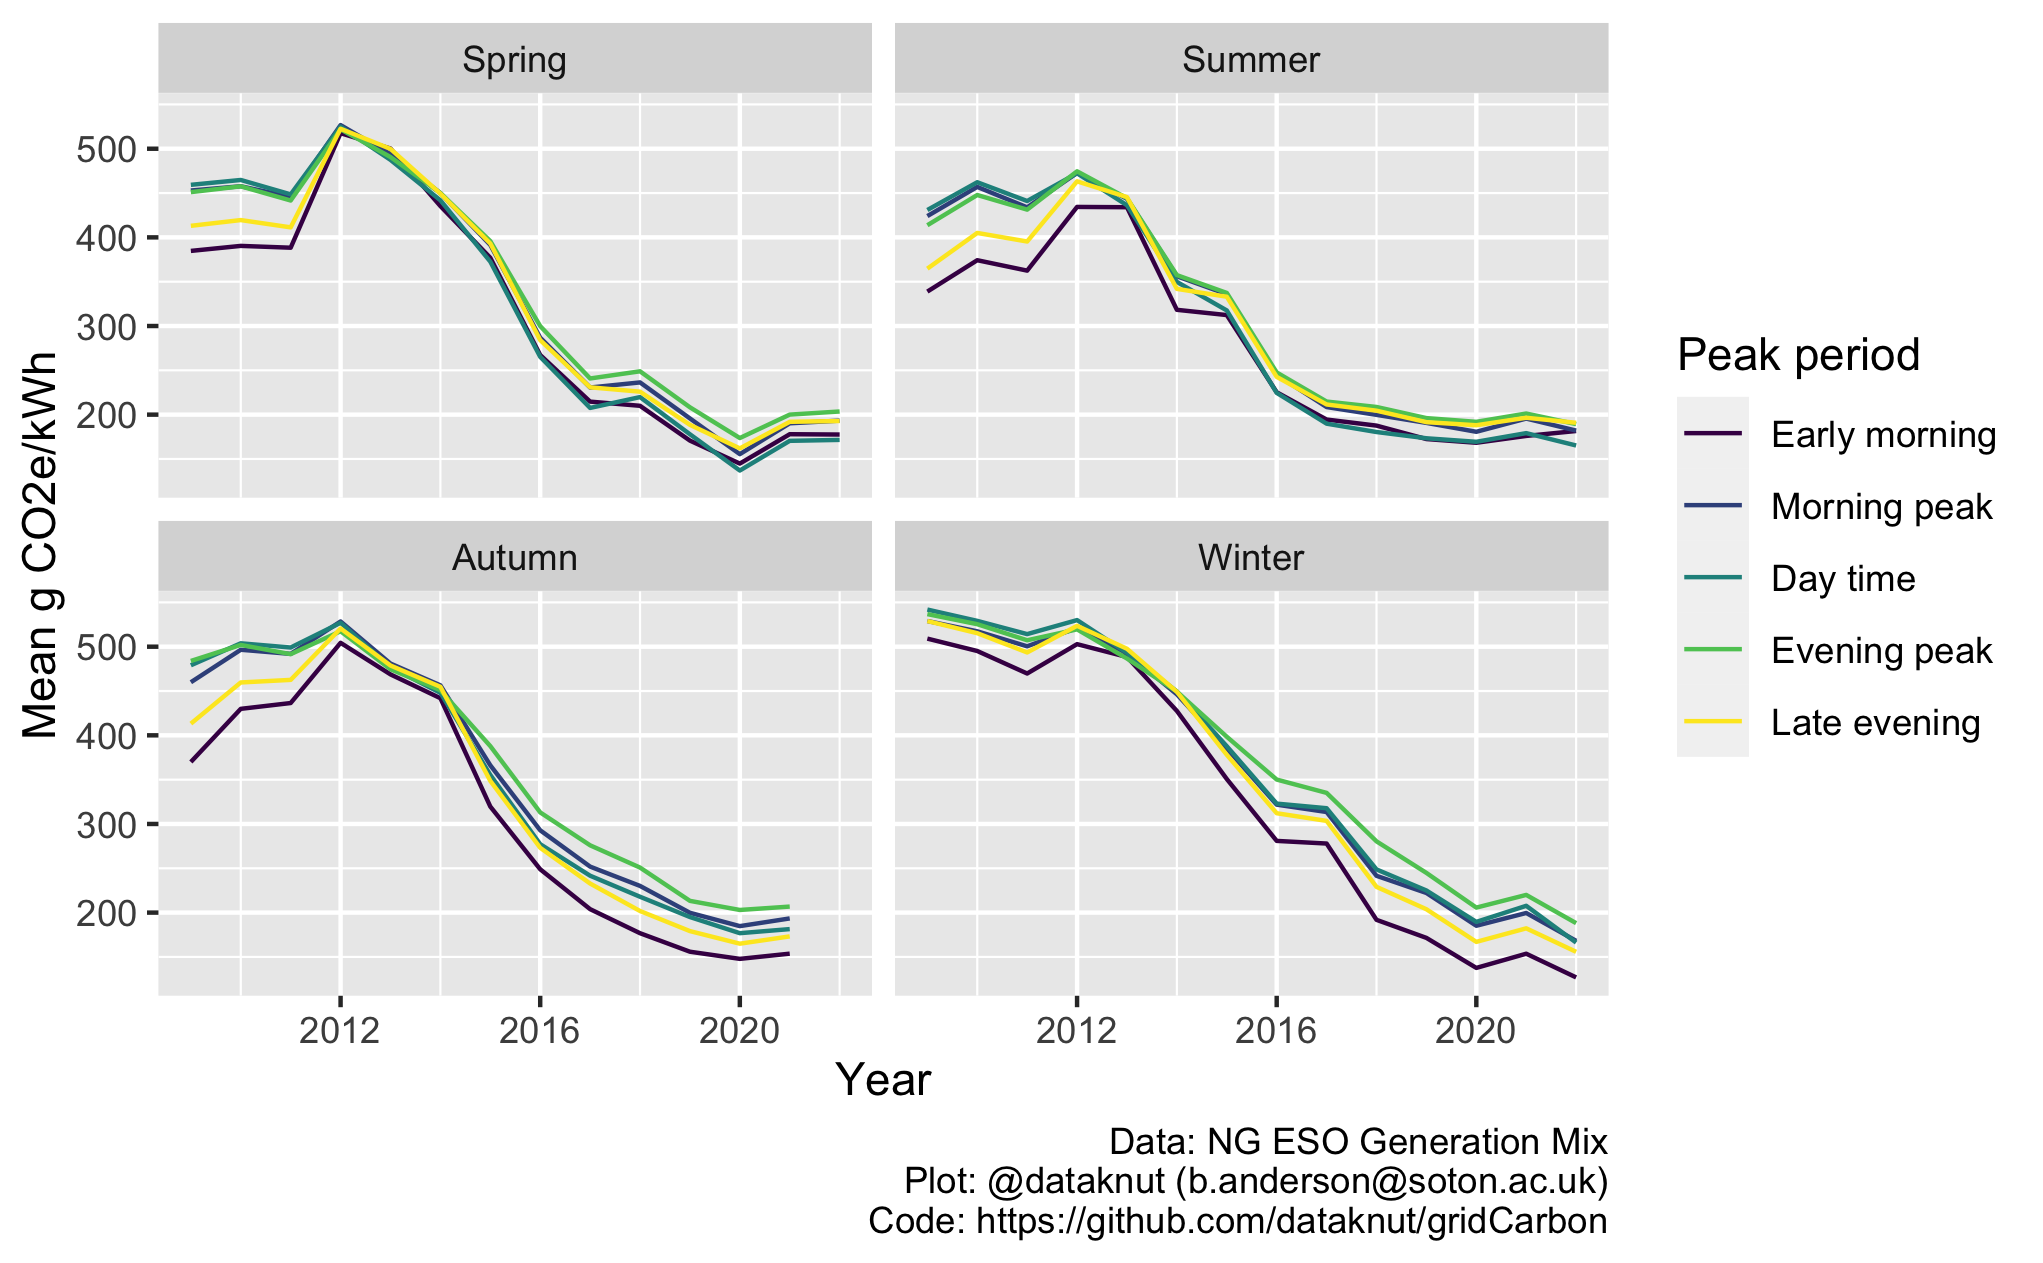 Spring
Summer
500
400
300
200
Autumn
Winter
500
400
300
200
2012
2016
2020
2012
2016
2020
Mean g CO2e/kWh
Year
Peak period
Early morning
Morning peak
Day time
Evening peak
Late evening
Data: NG ESO Generation Mix
Plot: @dataknut (b.anderson@soton.ac.uk)
Code: https://github.com/dataknut/gridCarbon